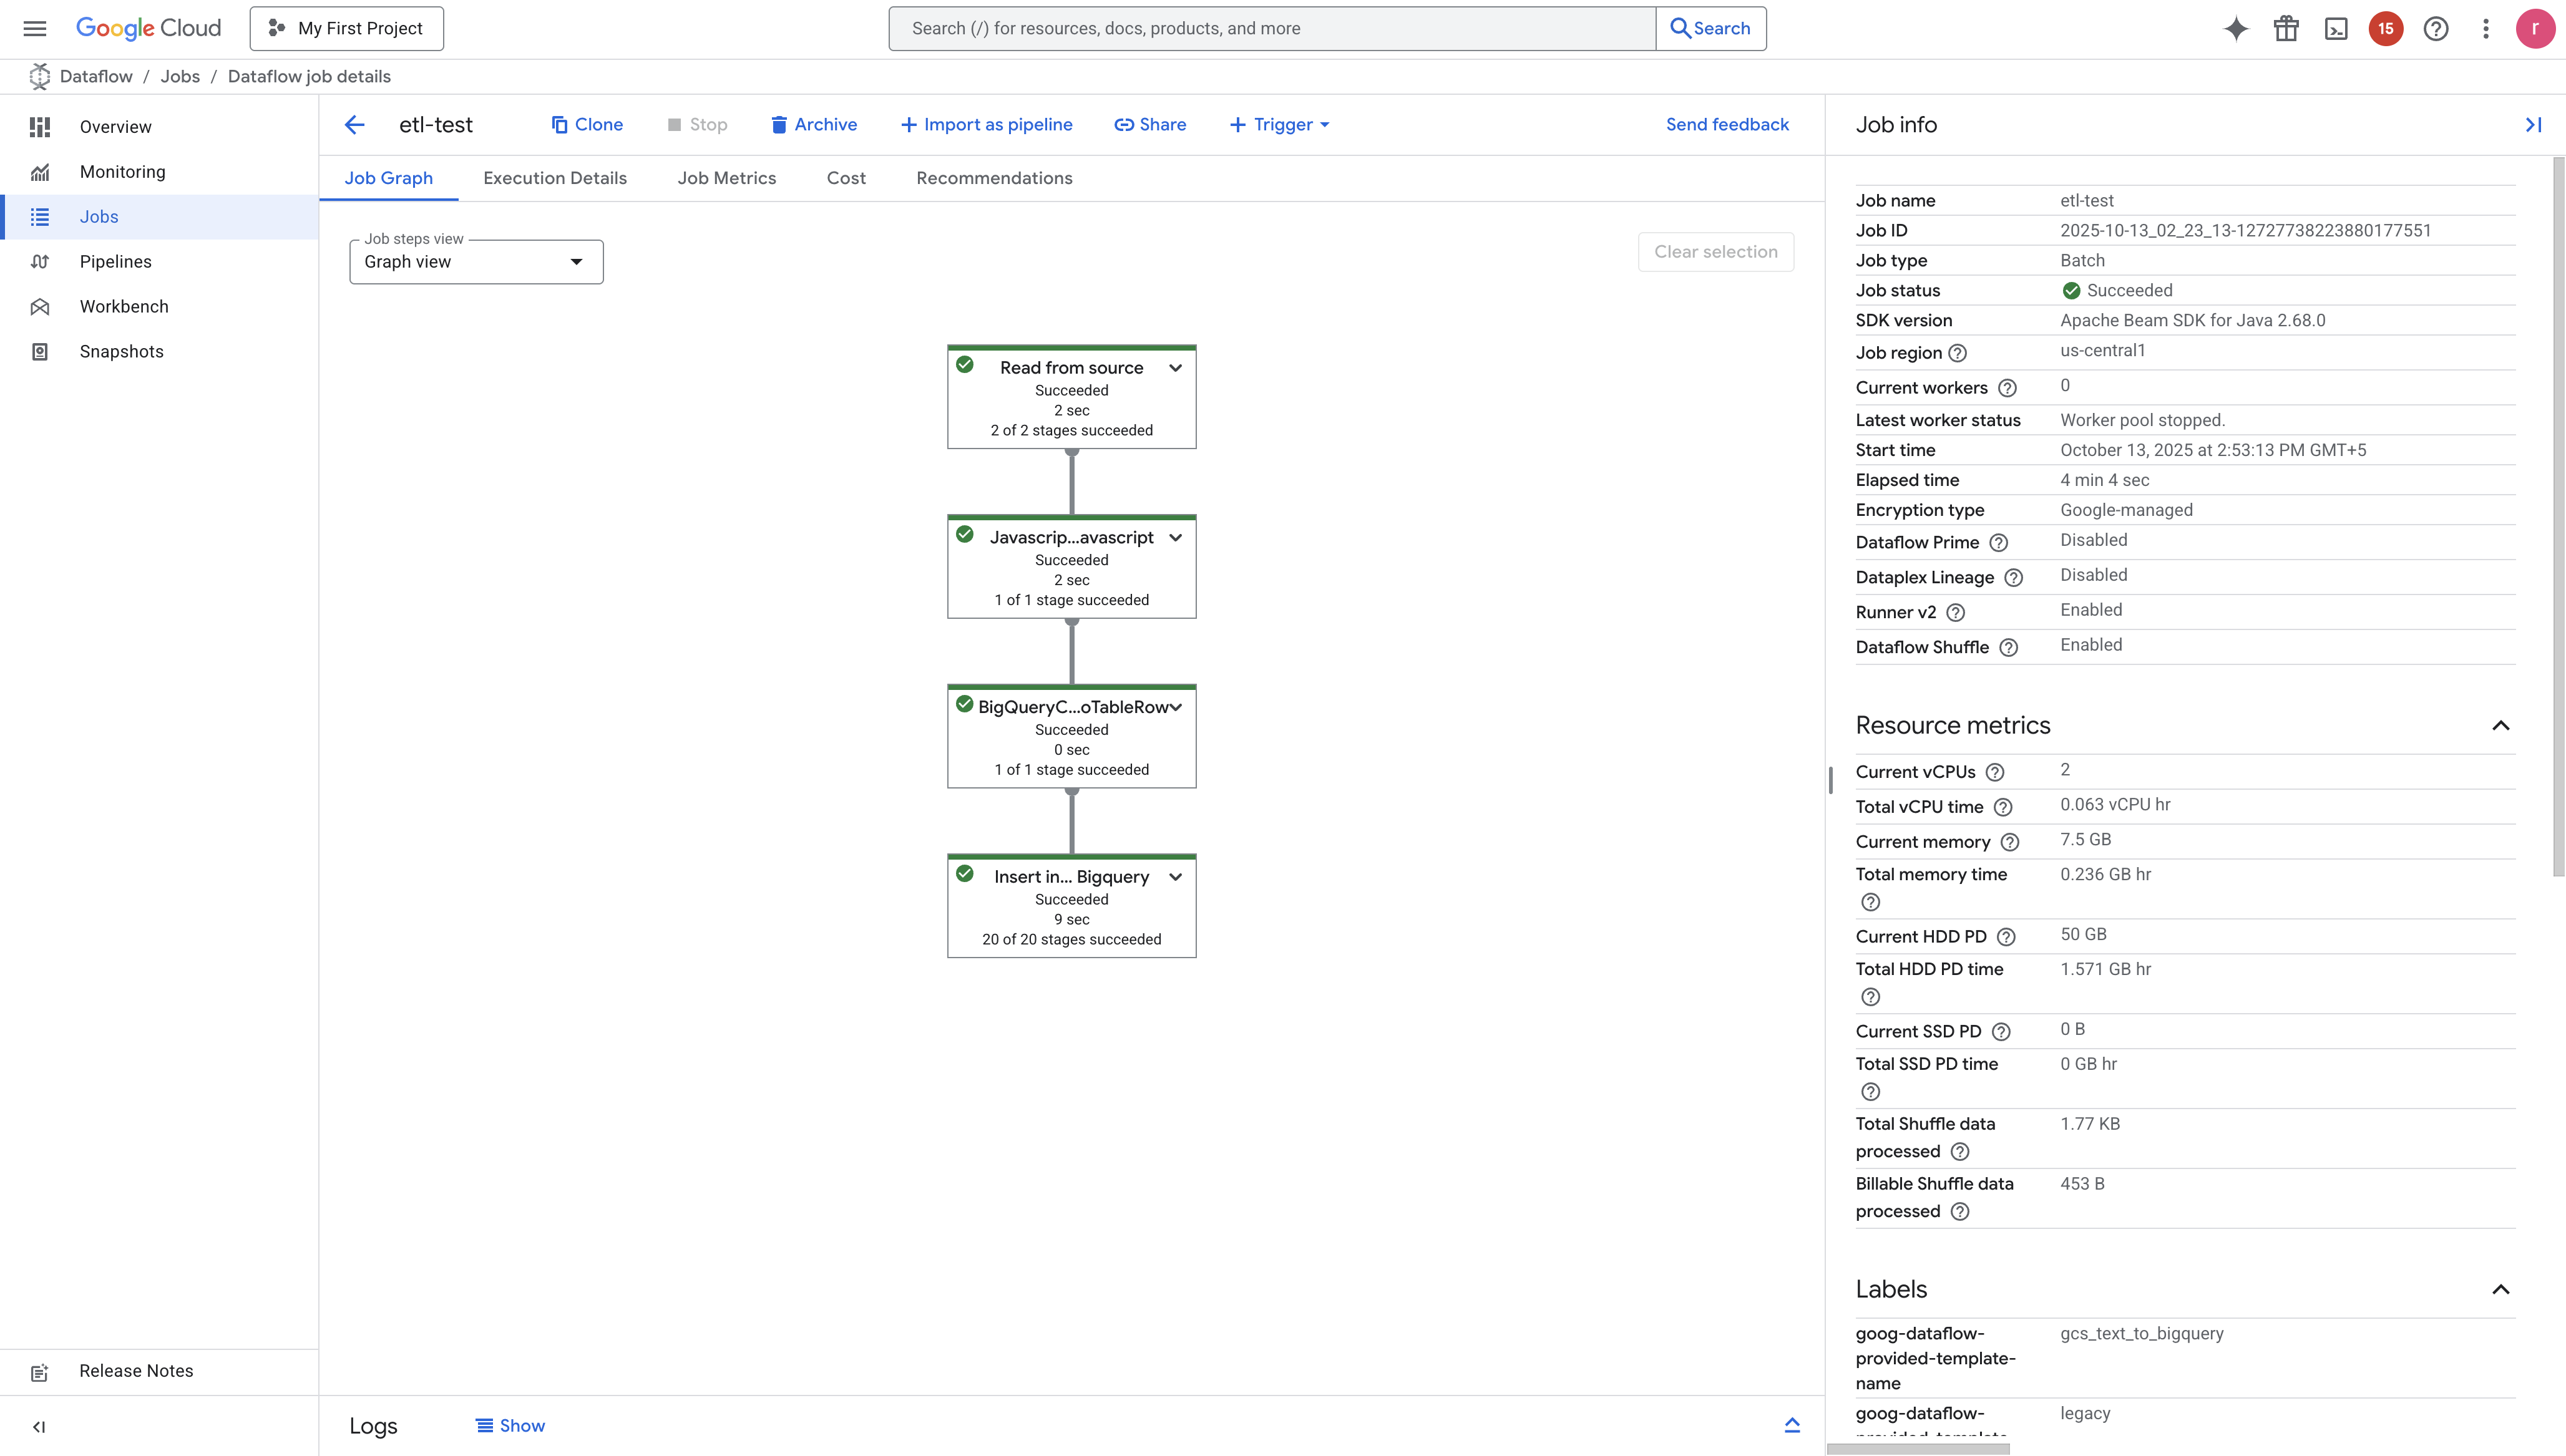 Google Cloud
My First Project
Search (/) for resources, docs, products, and more
Search
15
r
Dataflow / Jobs / Dataflow job details
Overview
Monitoring
Jobs
Pipelines
Workbench
Snapshots
Release Notes
etl-test
Clone
Stop
Archive
Import as pipeline
Share
Trigger
Send feedback
Job Graph
Execution Details
Job Metrics
Cost
Recommendations
Job steps view
Graph view
Clear selection
Read from source
Succeeded
2 sec
2 of 2 stages succeeded
Javascrip...avascript
Succeeded
2 sec
1 of 1 stage succeeded
BigQueryC...oTableRow
Succeeded
0 sec
1 of 1 stage succeeded
Insert in... Bigquery
Succeeded
9 sec
20 of 20 stages succeeded
Logs
Show
Job info
Job name etl-test
Job ID 2025-10-13_02_23_13-12727738223880177551
Job type Batch
Job status Succeeded
SDK version Apache Beam SDK for Java 2.68.0
Job region us-central1
Current workers 0
Latest worker status Worker pool stopped.
Start time October 13, 2025 at 2:53:13 PM GMT+5
Elapsed time 4 min 4 sec
Encryption type Google-managed
Dataflow Prime Disabled
Dataplex Lineage Disabled
Runner v2 Enabled
Dataflow Shuffle Enabled
Resource metrics
Current vCPUs 2
Total vCPU time 0.063 vCPU hr
Current memory 7.5 GB
Total memory time 0.236 GB hr
Current HDD PD 50 GB
Total HDD PD time 1.571 GB hr
Current SSD PD 0 B
Total SSD PD time 0 GB hr
Total Shuffle data 1.77 KB
processed
Billable Shuffle data 453 B
processed
Labels
goog-dataflow- gcs_text_to_bigquery
provided-template-
name
goog-dataflow- legacy